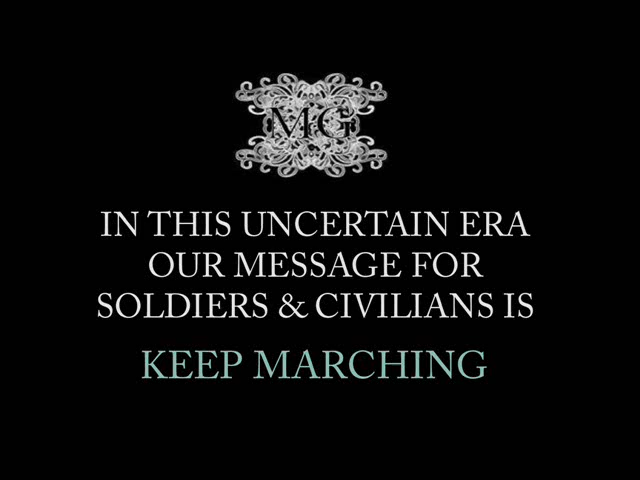 MG
IN THIS UNCERTAIN ERA
OUR MESSAGE FOR
SOLDIERS & CIVILIANS IS
KEEP MARCHING